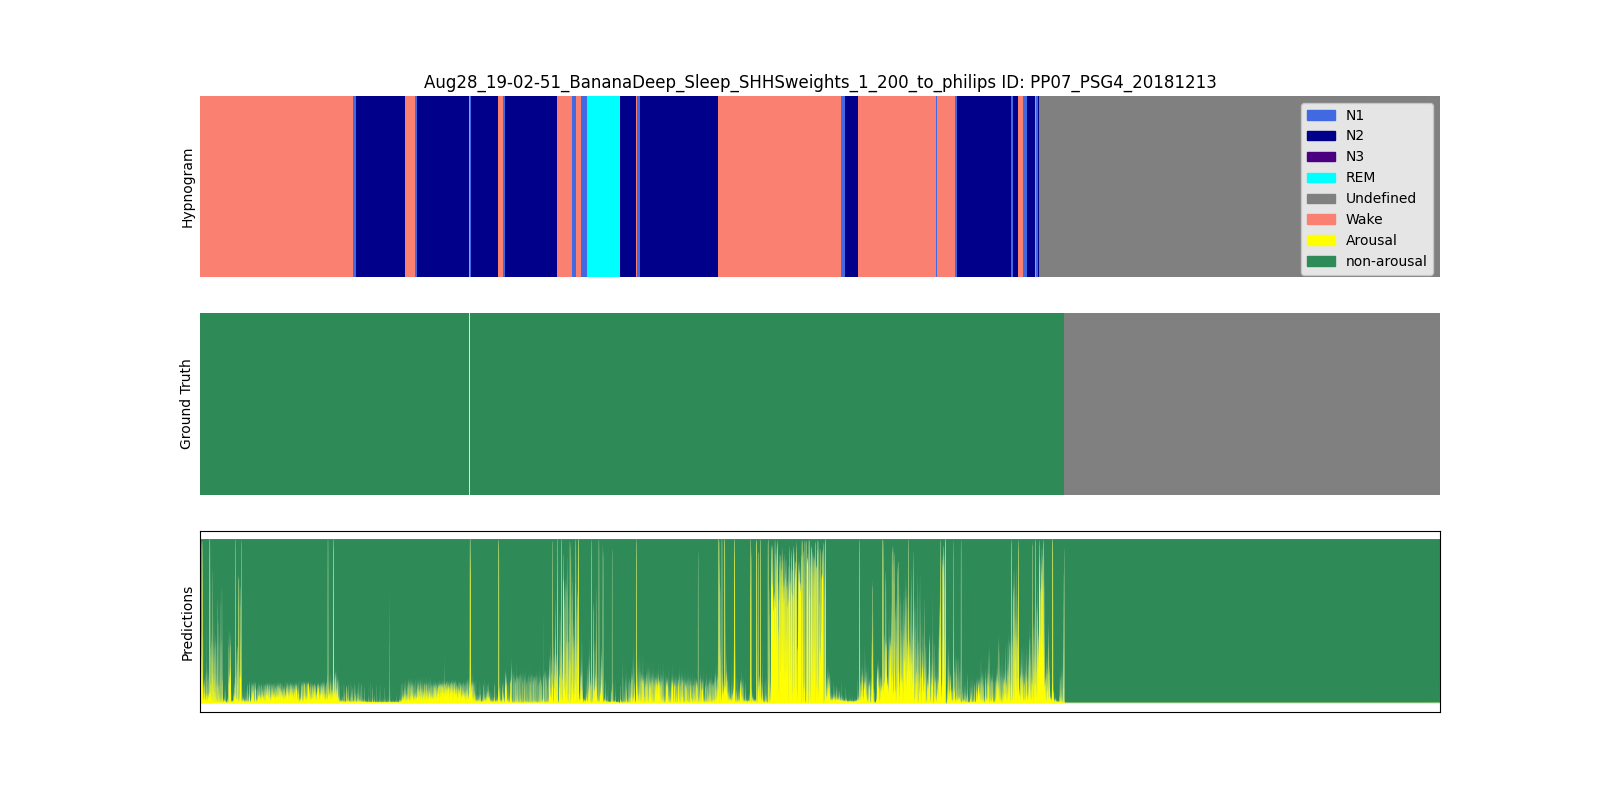 Aug28_19-02-51_BananaDeep_Sleep_SHHSweights_1_200_to_philips ID: PP07_PSG4_20181213
Hypnogram
N1
N2
N3
REM
Undefined
Wake
Arousal
non-arousal
Ground Truth
Predictions